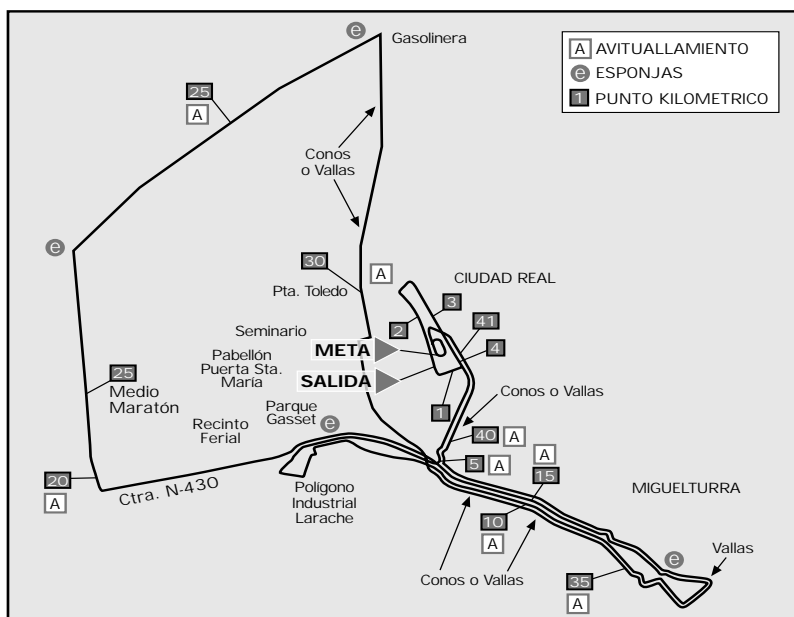 e
Gasolinera
A AVITUALLAMIENTO
e ESPONJAS
1 PUNTO KILOMETRICO
25
A
Conos
o Vallas
e
30
A
Pta. Toledo
CIUDAD REAL
3
2
41
4
Seminario
META
Pabellón
Puerta Sta.
María
SALIDA
25
Medio
Maratón
1
Conos o Vallas
Parque
Gasset
e
Recinto
Ferial
40 A
A
5 A
15
20
A
Ctra. N-430
Polígono
Industrial
Larache
MIGUELTURRA
10
A
e
Vallas
Conos o Vallas
35
A